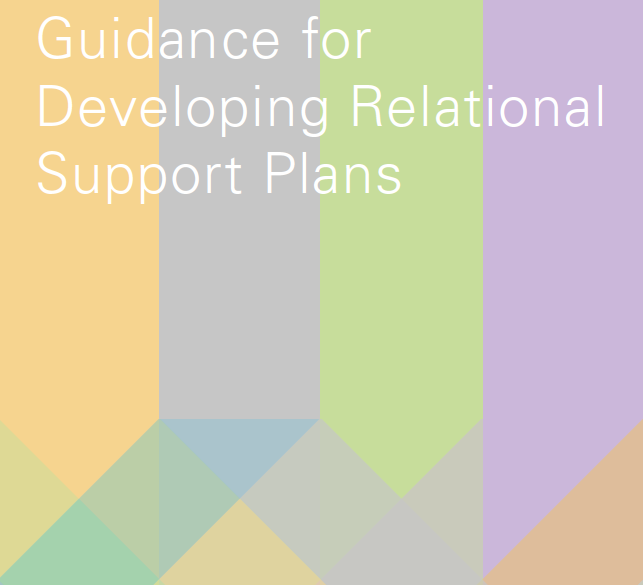 Guidance for
Developing Relational
Support Plans